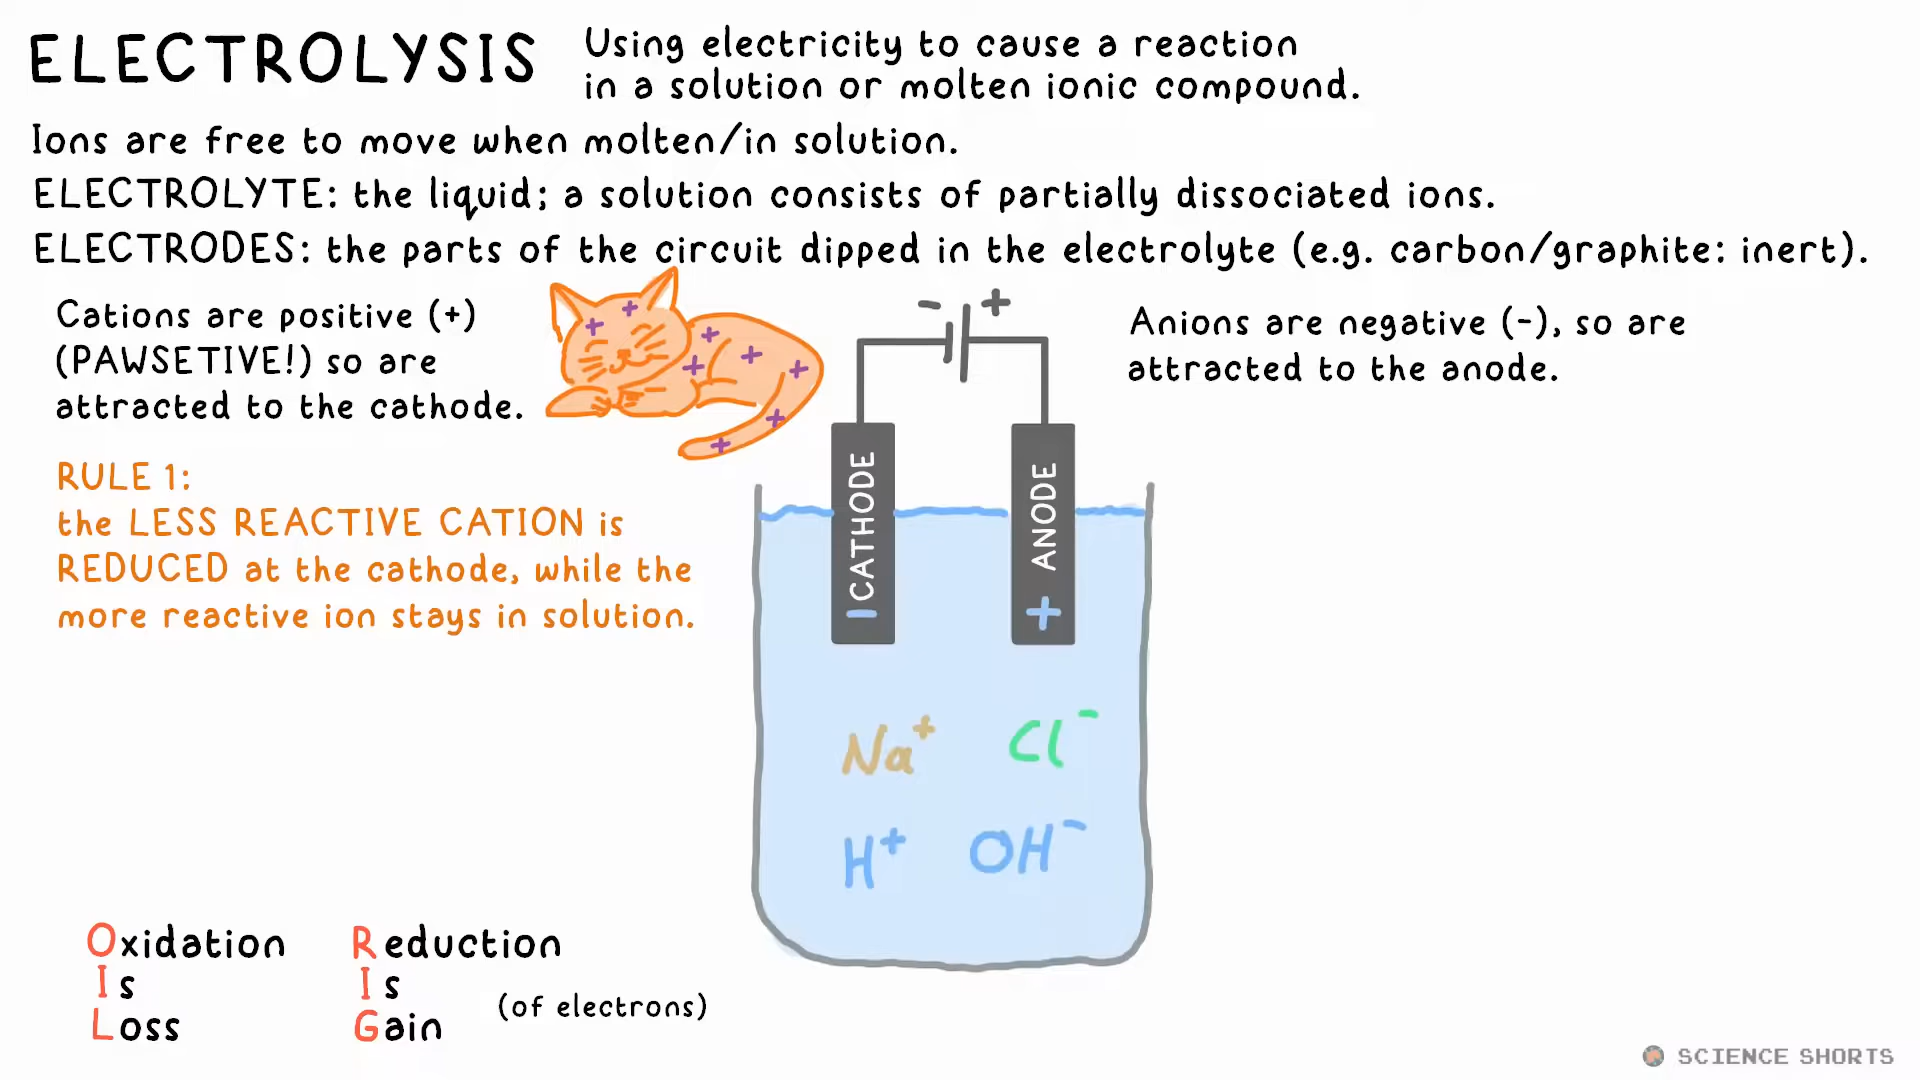 ELECTROLYSIS
Using electricity to cause a reaction
in a solution or molten ionic compound.
Ions are free to move when molten/in solution.
ELECTROLYTE: the liquid; a solution consists of partially dissociated ions.
ELECTRODES: the parts of the circuit dipped in the electrolyte (e.g. carbon/graphite: inert).
Cations are positive (+)
(PAWSETIVE!) so are
attracted to the cathode.
- +
Anions are negative (-), so are
attracted to the anode.
RULE 1:
the LESS REACTIVE CATION is
REDUCED at the cathode, while the
more reactive ion stays in solution.
- CATHODE
+ ANODE
Na⁺ Cl⁻
H⁺ OH⁻
Oxidation
Is
Loss
Reduction
Is
Gain
(of electrons)
SCIENCE SHORTS